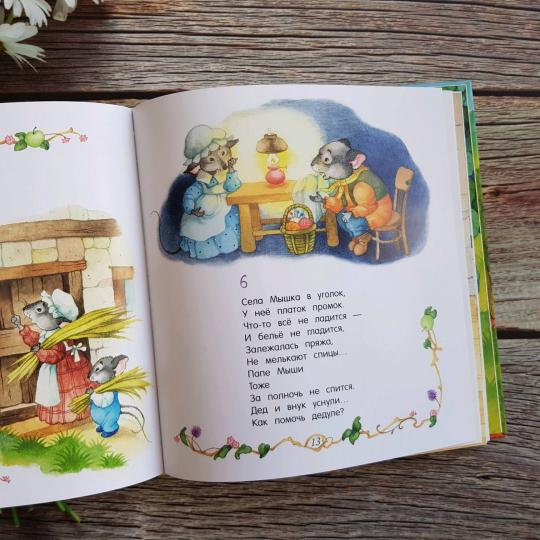 6
Села Мышка в уголок,
У неё платок промок.
Что-то всё не ладится —
И бельё не гладится,
Залежалась пряжа,
Не мелькают спицы...
Папе Мыши
Тоже
За полночь не спится.
Дед и внук уснули...
Как помочь дедуле?
13